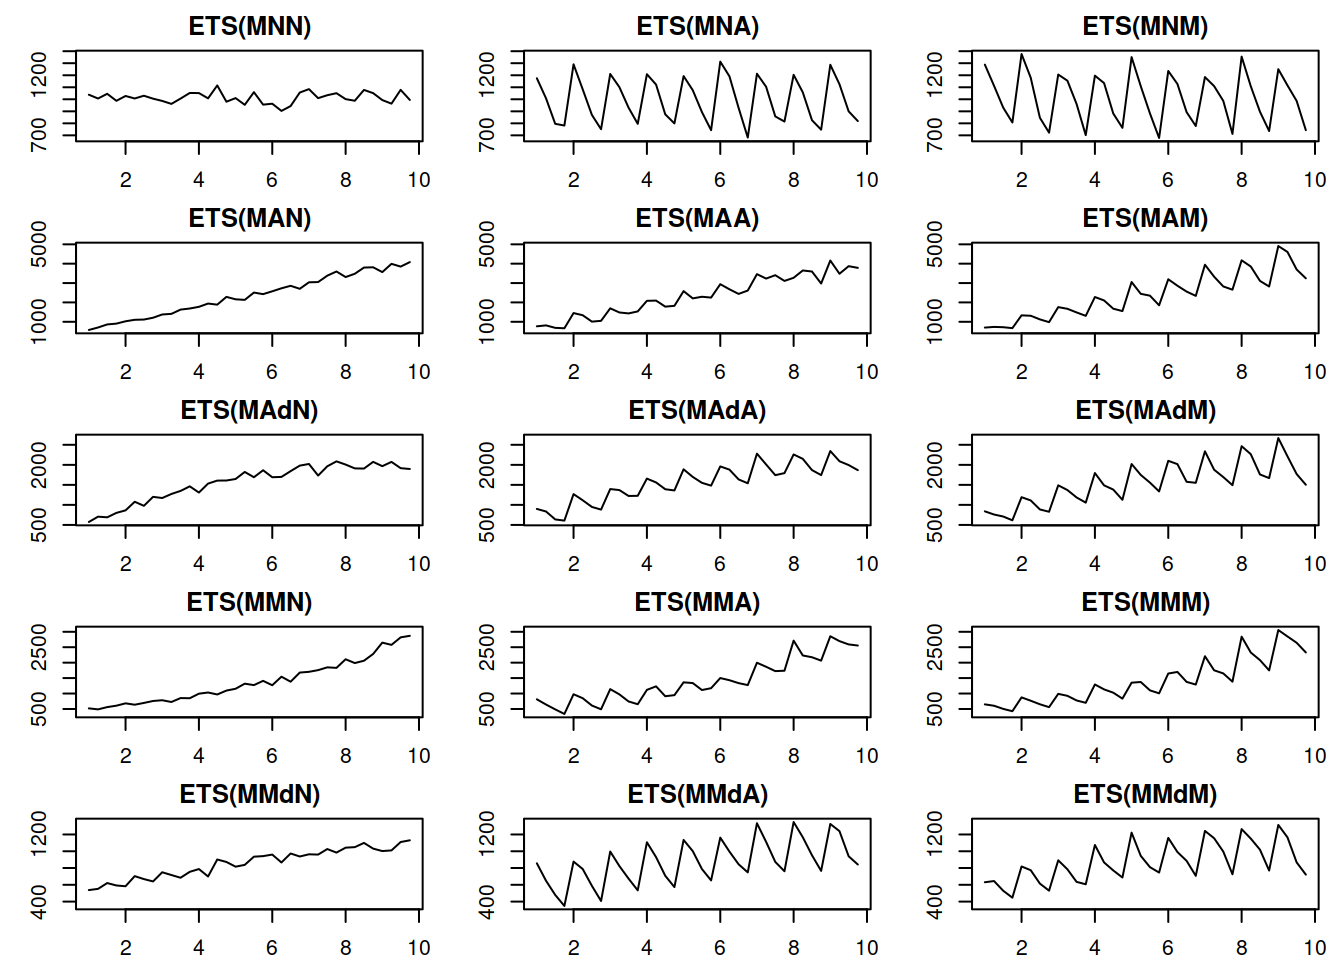 ETS(MNN) ETS(MNA) ETS(MNM)
1200 1200 1200
700 700 700
2 4 6 8 10 2 4 6 8 10 2 4 6 8 10
ETS(MAN) ETS(MAA) ETS(MAM)
5000 5000 5000
1000 1000 1000
2 4 6 8 10 2 4 6 8 10 2 4 6 8 10
ETS(MAdN) ETS(MAdA) ETS(MAdM)
2000 2000 2000
500 500 500
2 4 6 8 10 2 4 6 8 10 2 4 6 8 10
ETS(MMN) ETS(MMA) ETS(MMM)
2500 2500 2500
500 500 500
2 4 6 8 10 2 4 6 8 10 2 4 6 8 10
ETS(MMdN) ETS(MMdA) ETS(MMdM)
1200 1200 1200
400 400 400
2 4 6 8 10 2 4 6 8 10 2 4 6 8 10